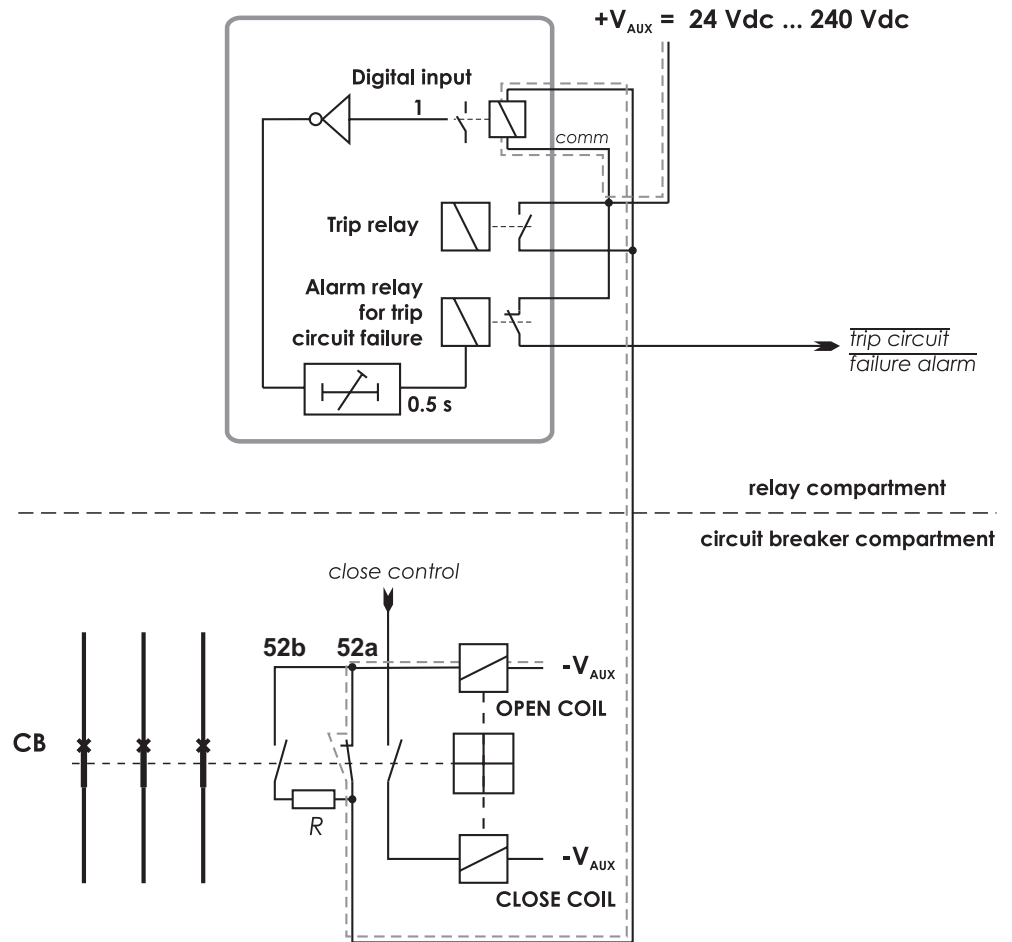 +VAUX = 24 Vdc ... 240 Vdc
Digital input
1
comm
Trip relay
Alarm relay
for trip
circuit failure
trip circuit
failure alarm
0.5 s
relay compartment
circuit breaker compartment
close control
52b
52a
-VAUX
OPEN COIL
CB
R
-VAUX
CLOSE COIL